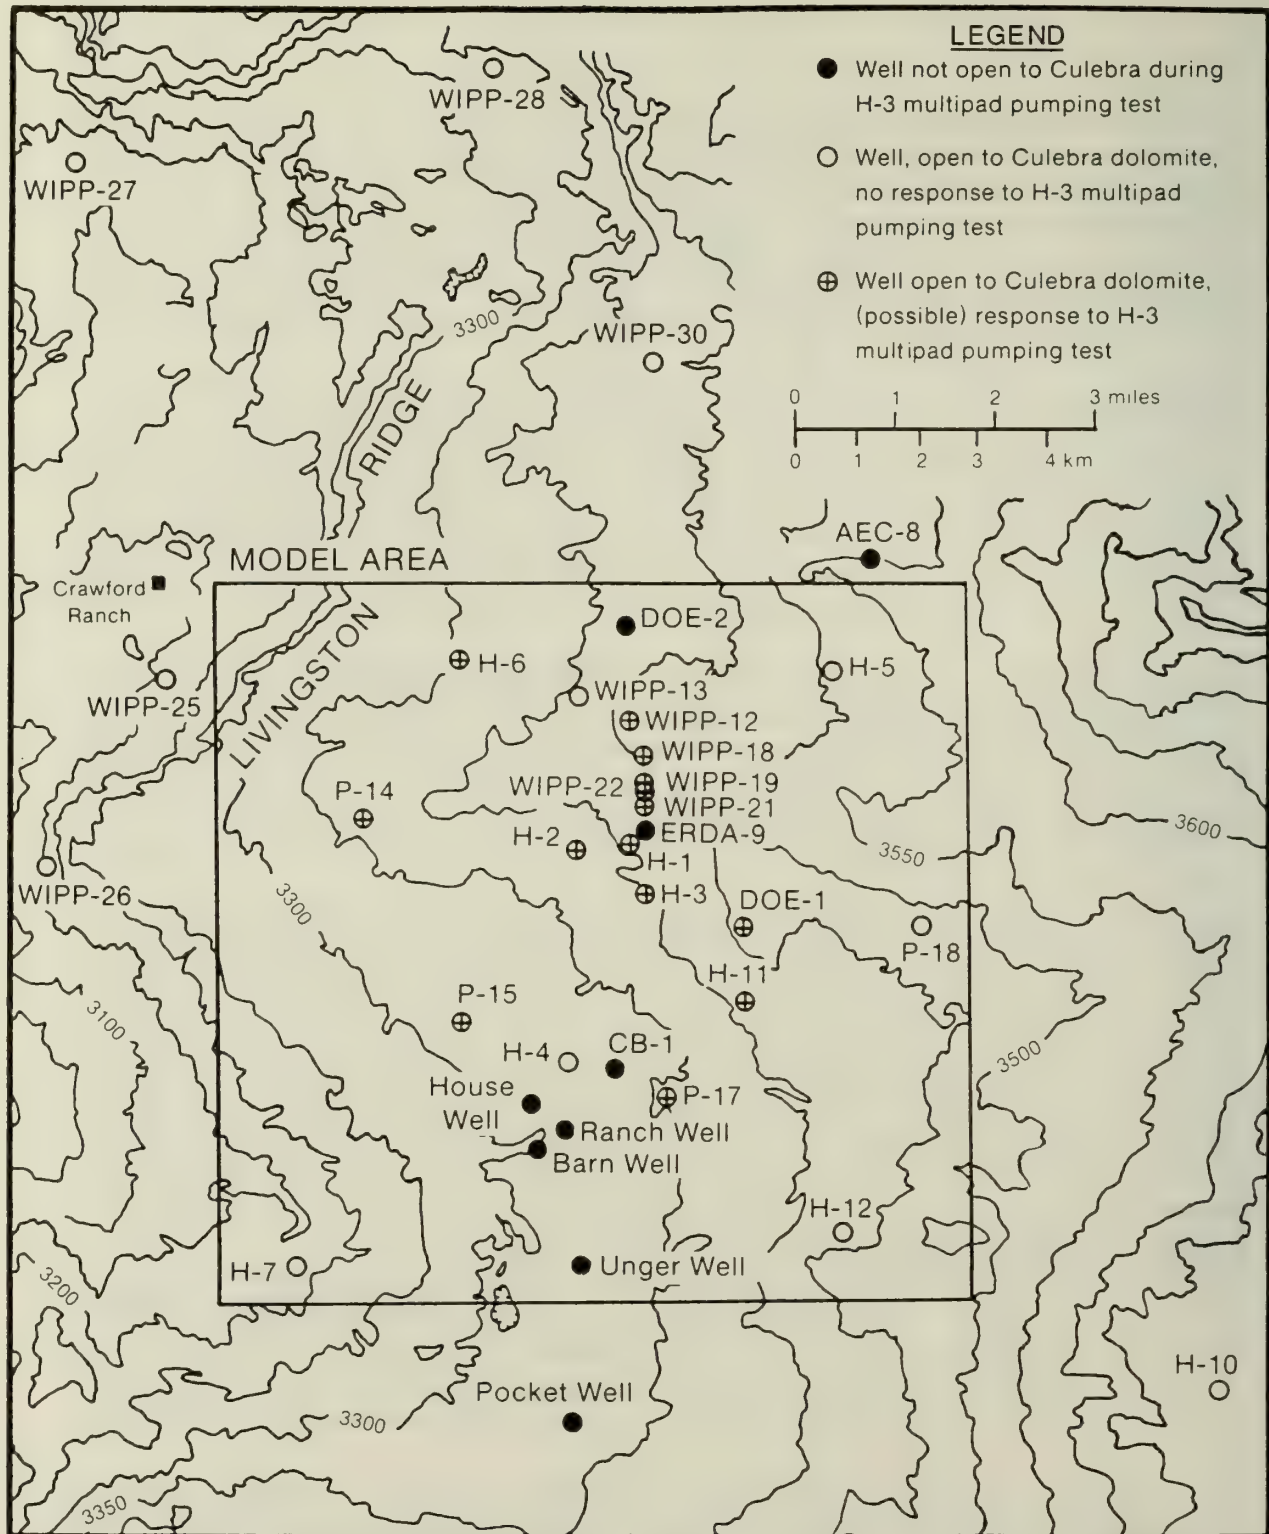 LEGEND
Well not open to Culebra during
H-3 multipad pumping test
Well, open to Culebra dolomite,
no response to H-3 multipad
pumping test
Well open to Culebra dolomite,
(possible) response to H-3
multipad pumping test
0 1 2 3 miles
0 1 2 3 4 km
WIPP-28
WIPP-27
3300
WIPP-30
RIDGE
AEC-8
MODEL AREA
Crawford
Ranch
DOE-2
LIVINGSTON
H-6
H-5
WIPP-25
WIPP-13
WIPP-12
WIPP-18
WIPP-19
WIPP-22
WIPP-21
P-14
ERDA-9
H-2
H-1
3600
3550
WIPP-26
3300
H-3
DOE-1
P-18
H-11
P-15
3100
H-4
CB-1
3500
House
Well
P-17
Ranch Well
Barn Well
H-12
H-7
Unger Well
3200
H-10
Pocket Well
3300
3350